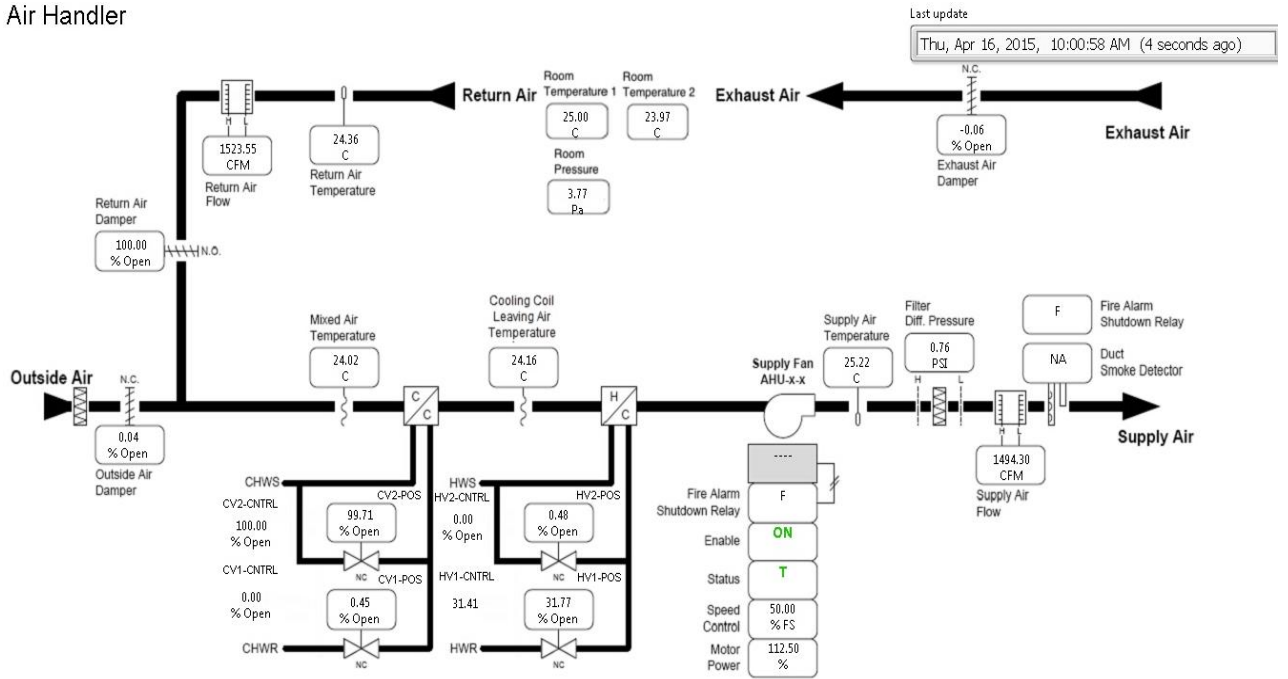 Air Handler
Last update
Thu, Apr 16, 2015, 10:00:58 AM (4 seconds ago)
H L
1523.55
CFM
Return Air
Flow
24.36
C
Return Air
Temperature
Return Air
Room
Temperature 1
25.00
C
Room
Temperature 2
23.97
C
Room
Pressure
3.77
Pa
Exhaust Air
N.C.
-0.06
% Open
Exhaust Air
Damper
Exhaust Air
Return Air
Damper
100.00
% Open
N.O.
Outside Air
N.C.
0.04
% Open
Outside Air
Damper
Mixed Air
Temperature
24.02
C
C
C
Cooling Coil
Leaving Air
Temperature
24.16
C
H
C
Supply Fan
AHU-x-x
Supply Air
Temperature
25.22
C
Filter
Diff. Pressure
0.76
PSI
H L
F
Fire Alarm
Shutdown Relay
NA
Duct
Smoke Detector
H L
1494.30
CFM
Supply Air
Flow
Supply Air
CHWS
CV2-CNTRL
100.00
% Open
CV2-POS
99.71
% Open
NC
CV1-CNTRL
0.00
% Open
CV1-POS
0.45
% Open
CHWR
NC
HWS
HV2-CNTRL
0.00
% Open
HV2-POS
0.48
% Open
NC
HV1-CNTRL
31.41
HV1-POS
31.77
% Open
HWR
NC
----
Fire Alarm
Shutdown Relay
F
Enable
ON
Status
T
Speed
Control
50.00
% FS
Motor
Power
112.50
%